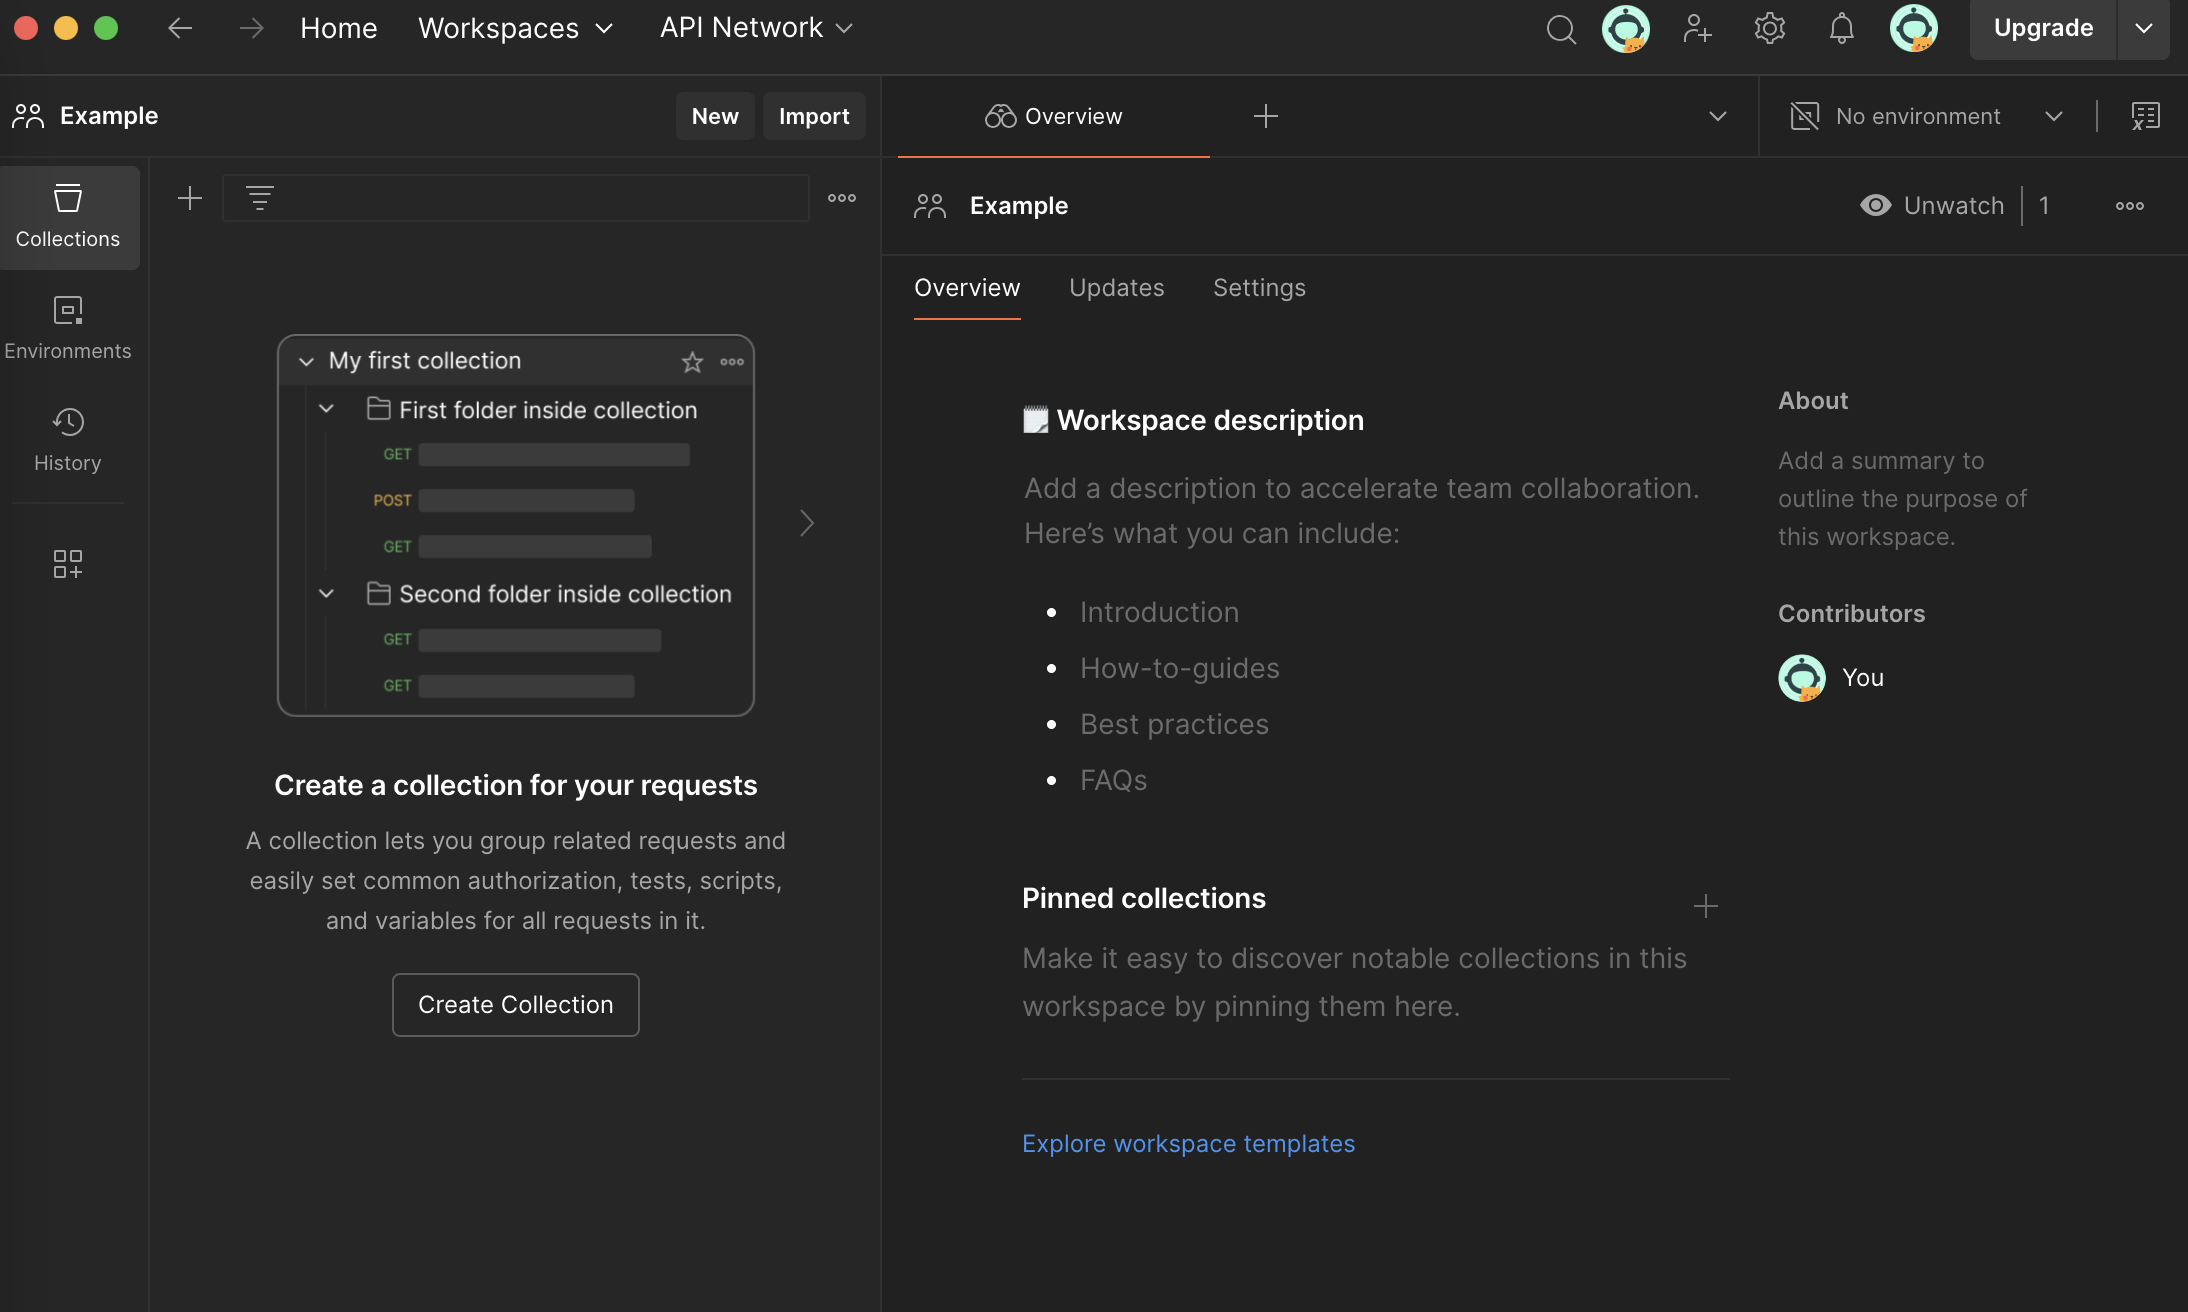 Home Workspaces API Network Upgrade
Example New Import
Overview No environment
Collections
Environments
History
My first collection
First folder inside collection
GET
POST
GET
Second folder inside collection
GET
GET
Create a collection for your requests
A collection lets you group related requests and
easily set common authorization, tests, scripts,
and variables for all requests in it.
Create Collection
Example Unwatch 1
Overview Updates Settings
Workspace description
Add a description to accelerate team collaboration.
Here’s what you can include:
• Introduction
• How-to-guides
• Best practices
• FAQs
Pinned collections
Make it easy to discover notable collections in this
workspace by pinning them here.
Explore workspace templates
About
Add a summary to
outline the purpose of
this workspace.
Contributors
You